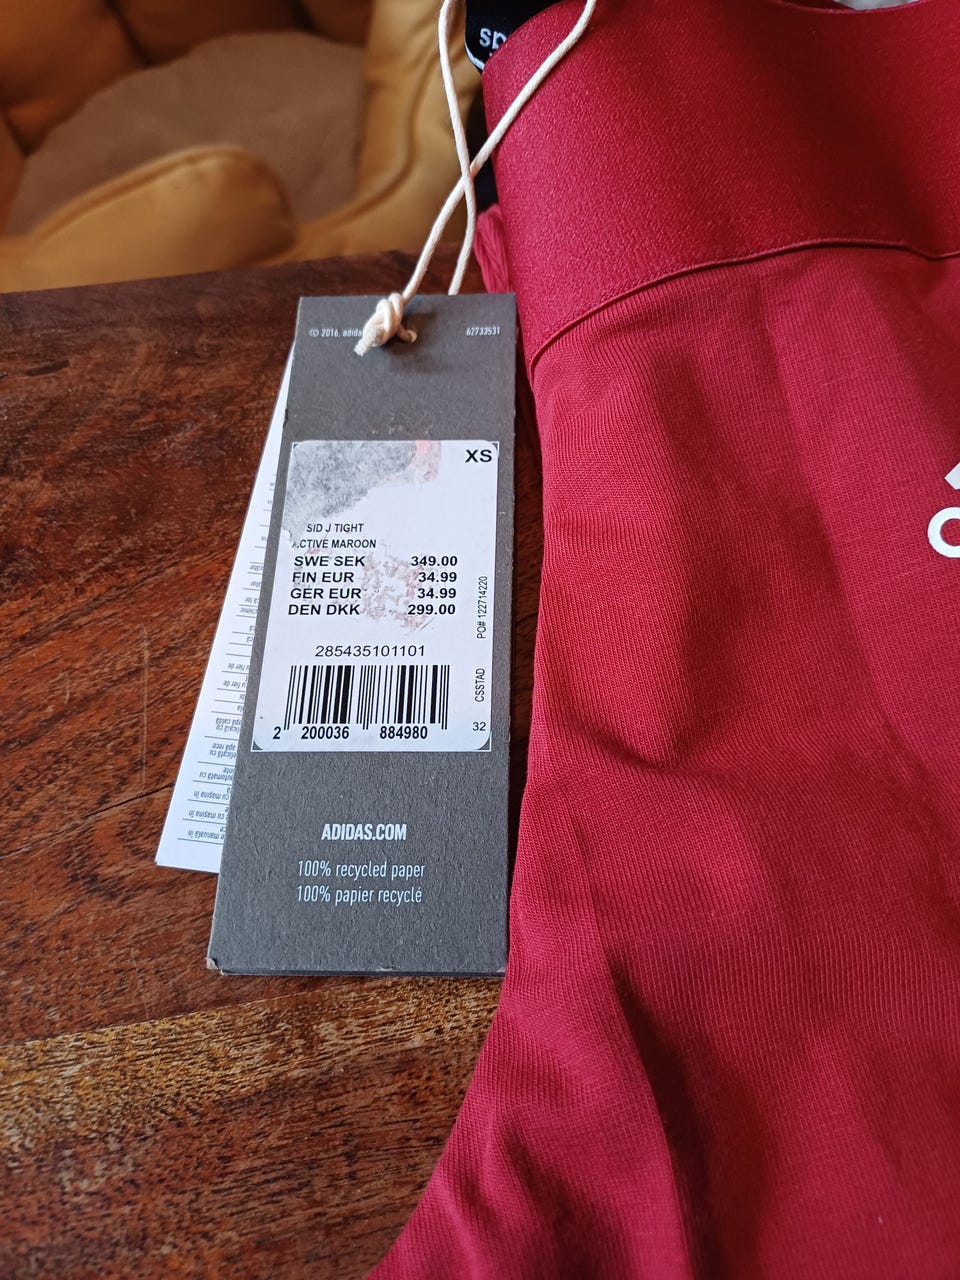 sp
© 2016, adida
62733531
XS
SID J TIGHT
ACTIVE MAROON
SWE SEK 349.00
FIN EUR 34.99
GER EUR 34.99
DEN DKK 299.00
PO# 122714220
285435101101
CSSTAD
32
2 200036 884980
ADIDAS.COM
100% recycled paper
100% papier recyclé